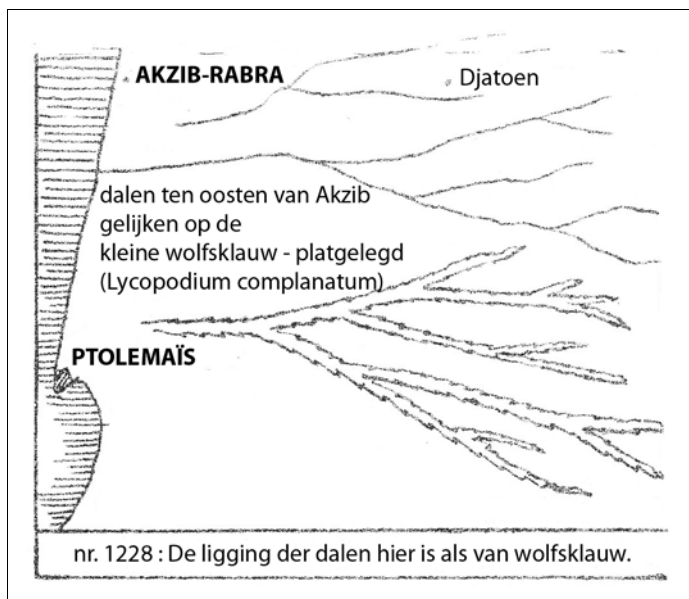 AKZIB-RABRA
Djatoen
dalen ten oosten van Akzib
gelijken op de
kleine wolfsklauw - platgelegd
(Lycopodium complanatum)
PTOLEMAÏS
nr. 1228 : De ligging der dalen hier is als van wolfsklauw.